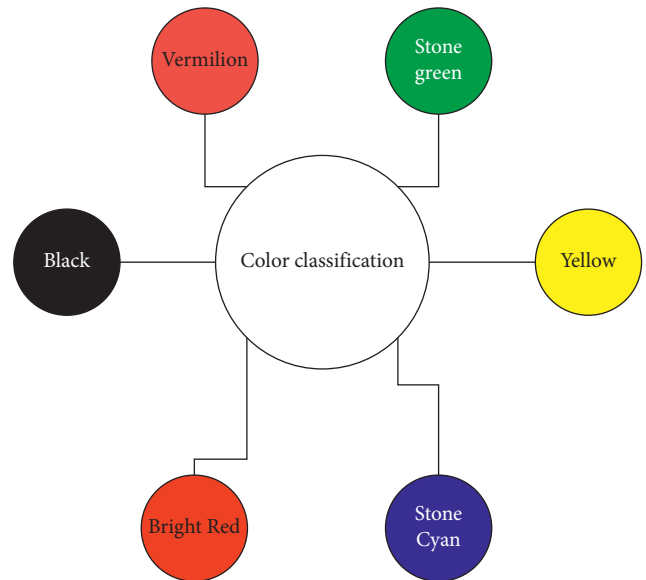 Vermilion
Stone
green
Black
Color classification
Yellow
Bright Red
Stone
Cyan